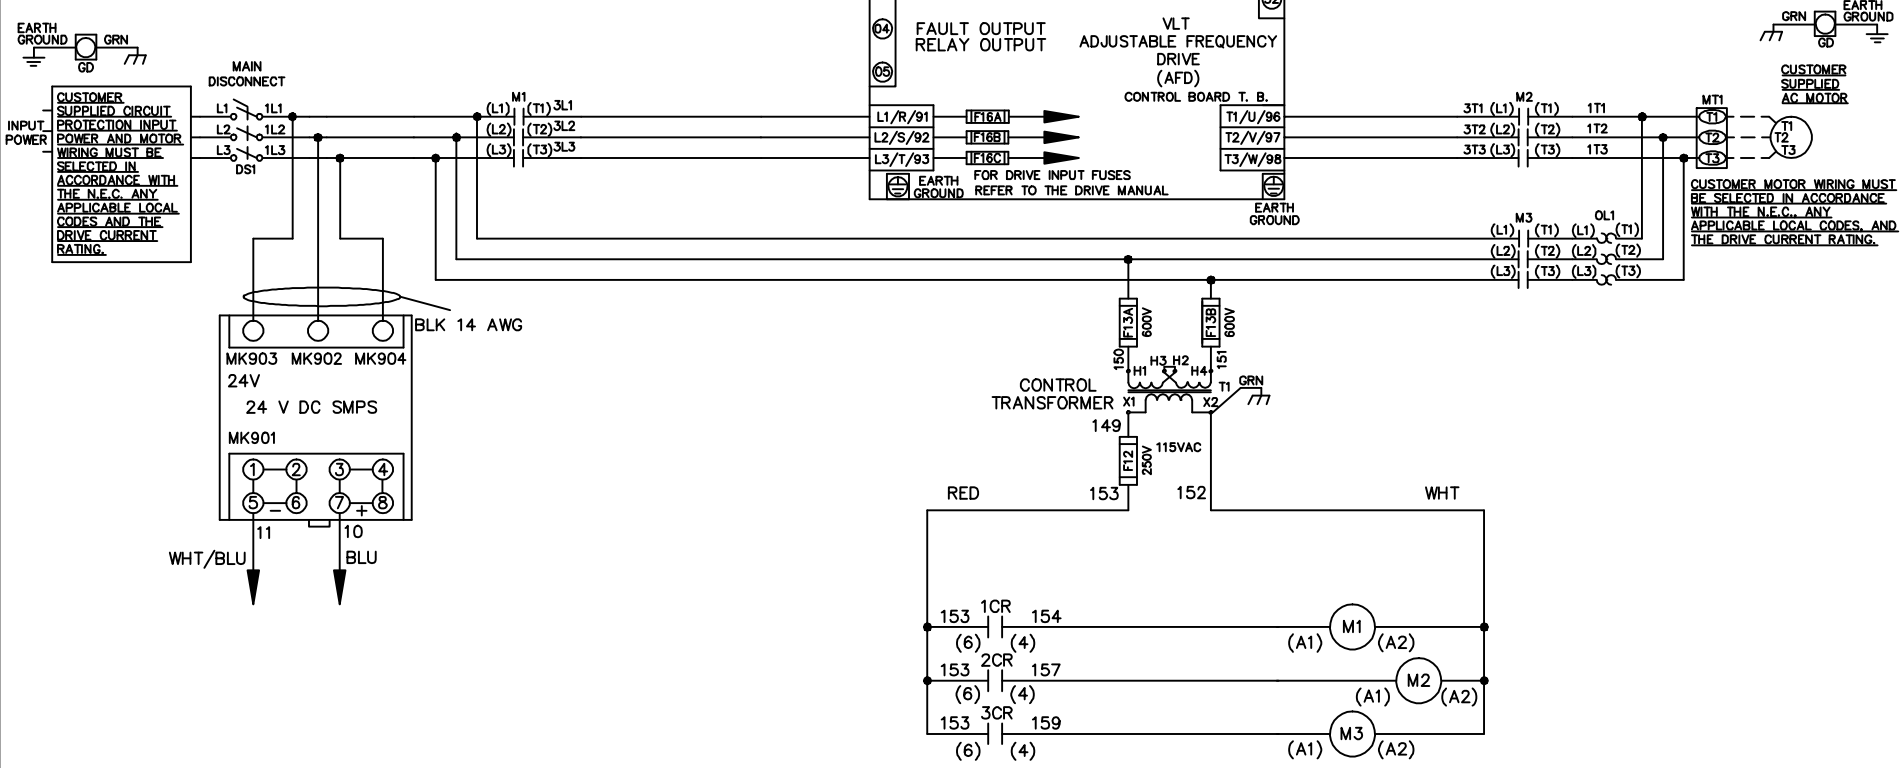 EARTH
GROUND
GRN
GD
INPUT
POWER
CUSTOMER
SUPPLIED CIRCUIT
PROTECTION INPUT
POWER AND MOTOR
WIRING MUST BE
SELECTED IN
ACCORDANCE WITH
THE N.E.C. ANY
APPLICABLE LOCAL
CODES AND THE
DRIVE CURRENT
RATING.
MAIN
DISCONNECT
L1 1L1
L2 1L2
L3 1L3
DS1
M1
(L1) (T1) 3L1
(L2) (T2) 3L2
(L3) (T3) 3L3
04
05
FAULT OUTPUT
RELAY OUTPUT
VLT
ADJUSTABLE FREQUENCY
DRIVE
(AFD)
CONTROL BOARD T. B.
L1/R/91 F16A T1/U/96
L2/S/92 F16B T2/V/97
L3/T/93 F16C T3/W/98
EARTH
GROUND
FOR DRIVE INPUT FUSES
REFER TO THE DRIVE MANUAL
EARTH
GROUND
M2
3T1 (L1) (T1) 1T1
3T2 (L2) (T2) 1T2
3T3 (L3) (T3) 1T3
GRN
EARTH
GROUND
GD
CUSTOMER
SUPPLIED
AC MOTOR
MT1
T1 T1
T2 T2
T3 T3
CUSTOMER MOTOR WIRING MUST
BE SELECTED IN ACCORDANCE
WITH THE N.E.C., ANY
APPLICABLE LOCAL CODES, AND
THE DRIVE CURRENT RATING.
M3 OL1
(L1) (T1) (L1) (T1)
(L2) (T2) (L2) (T2)
(L3) (T3) (L3) (T3)
BLK 14 AWG
MK903 MK902 MK904
24V
24 V DC SMPS
MK901
1 2 3 4
5 – 6 7 + 8
11 10
WHT/BLU BLU
F13A 600V F13B 600V
150 151
H1 H3 H2 H4
CONTROL
TRANSFORMER
T1 GRN
X1 X2
149
F12 250V
115VAC
153 152
RED WHT
1CR
153 154 M1
(6) (4) (A1) (A2)
2CR
153 157 M2
(6) (4) (A1) (A2)
3CR
153 159 M3
(6) (4) (A1) (A2)